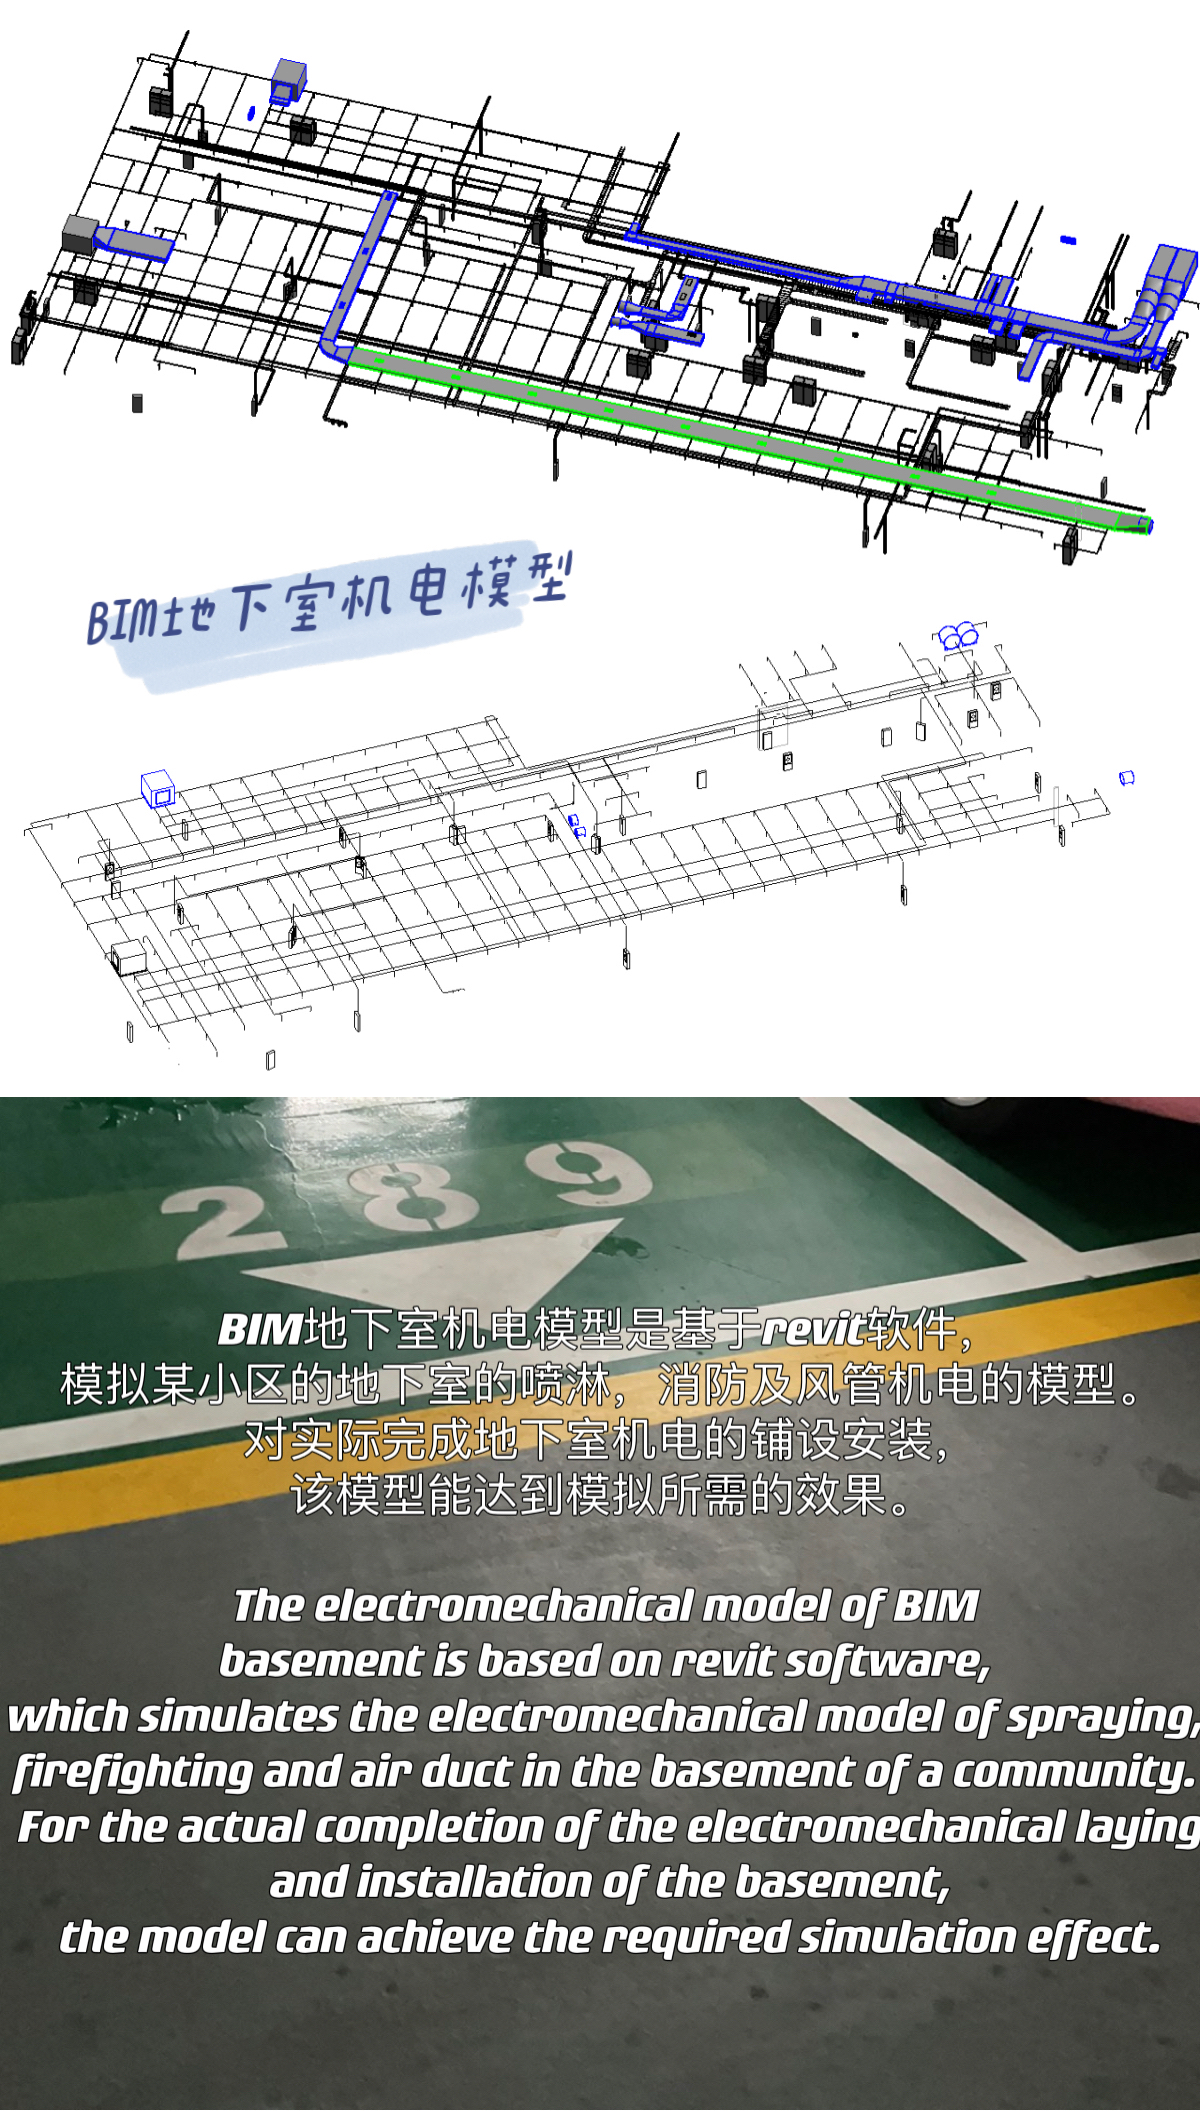 BIM地下室机电模型
289
BIM地下室机电模型是基于revit软件，
模拟某小区的地下室的喷淋，消防及风管机电的模型。
对实际完成地下室机电的铺设安装，
该模型能达到模拟所需的效果。
The electromechanical model of BIM
basement is based on revit software,
which simulates the electromechanical model of spraying,
firefighting and air duct in the basement of a community.
For the actual completion of the electromechanical laying
and installation of the basement,
the model can achieve the required simulation effect.